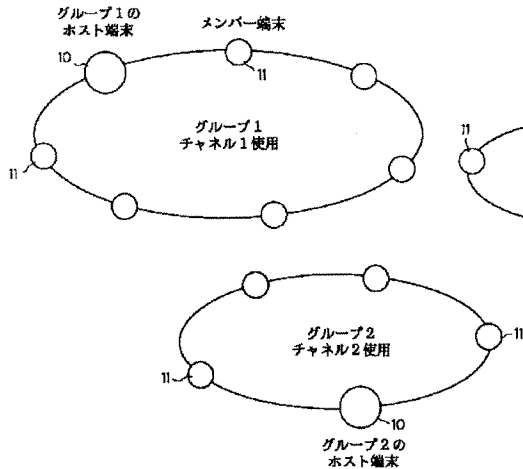 グループ1の
ホスト端末
10
メンバー端末
11
グループ1
チャネル1使用
11
11
グループ2
チャネル2使用
11
11
10
グループ2の
ホスト端末